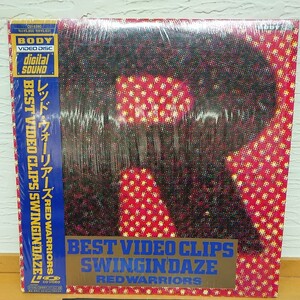 BODY
VIDEO DISC
digital
SOUND
レッド・ウォーリアーズ RED WARRIORS
BEST VIDEO CLIPS SWINGIN'DAZE
R
BEST VIDEO CLIPS
SWINGIN'DAZE
RED WARRIORS